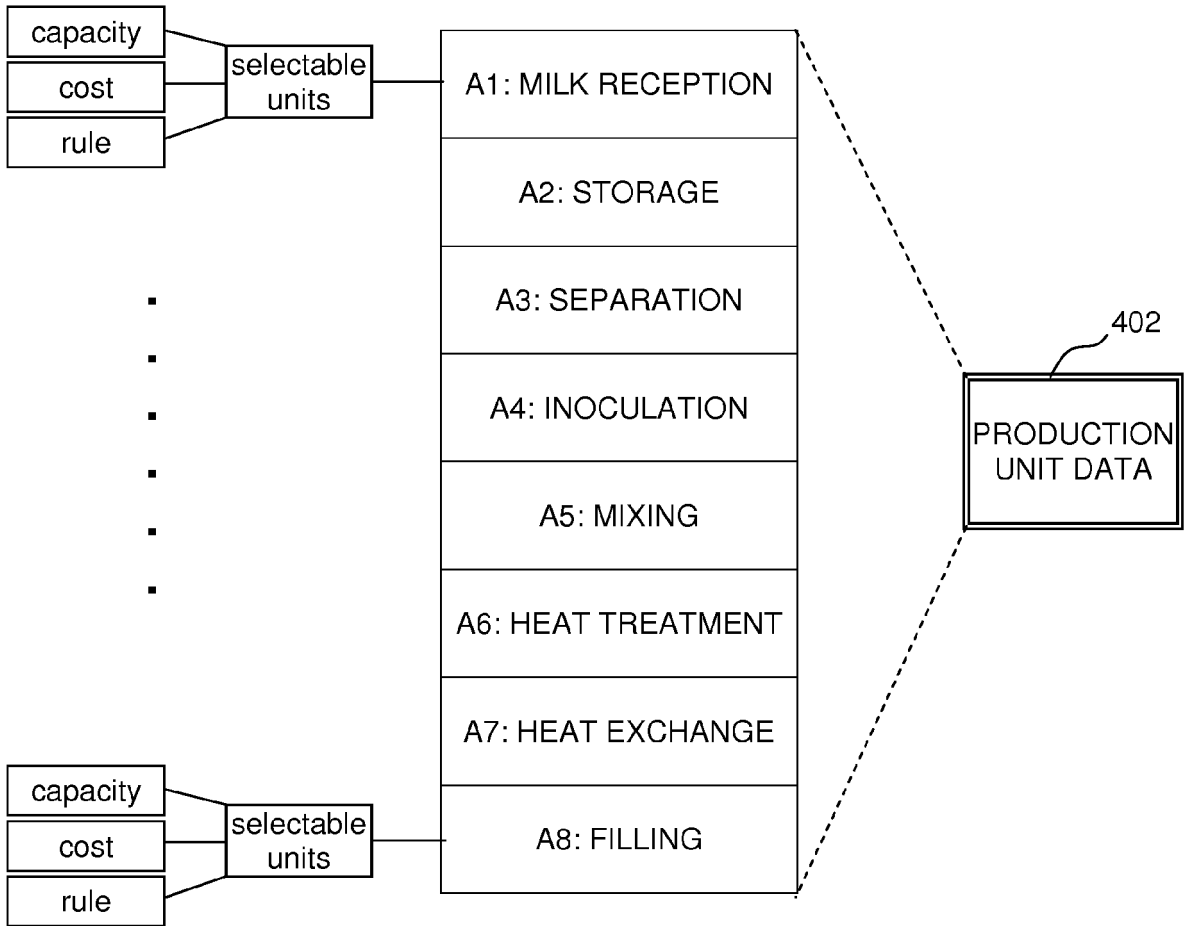 capacity
cost
rule
selectable
units
A1: MILK RECEPTION
A2: STORAGE
A3: SEPARATION
A4: INOCULATION
A5: MIXING
A6: HEAT TREATMENT
A7: HEAT EXCHANGE
A8: FILLING
capacity
cost
rule
selectable
units
402
PRODUCTION
UNIT DATA